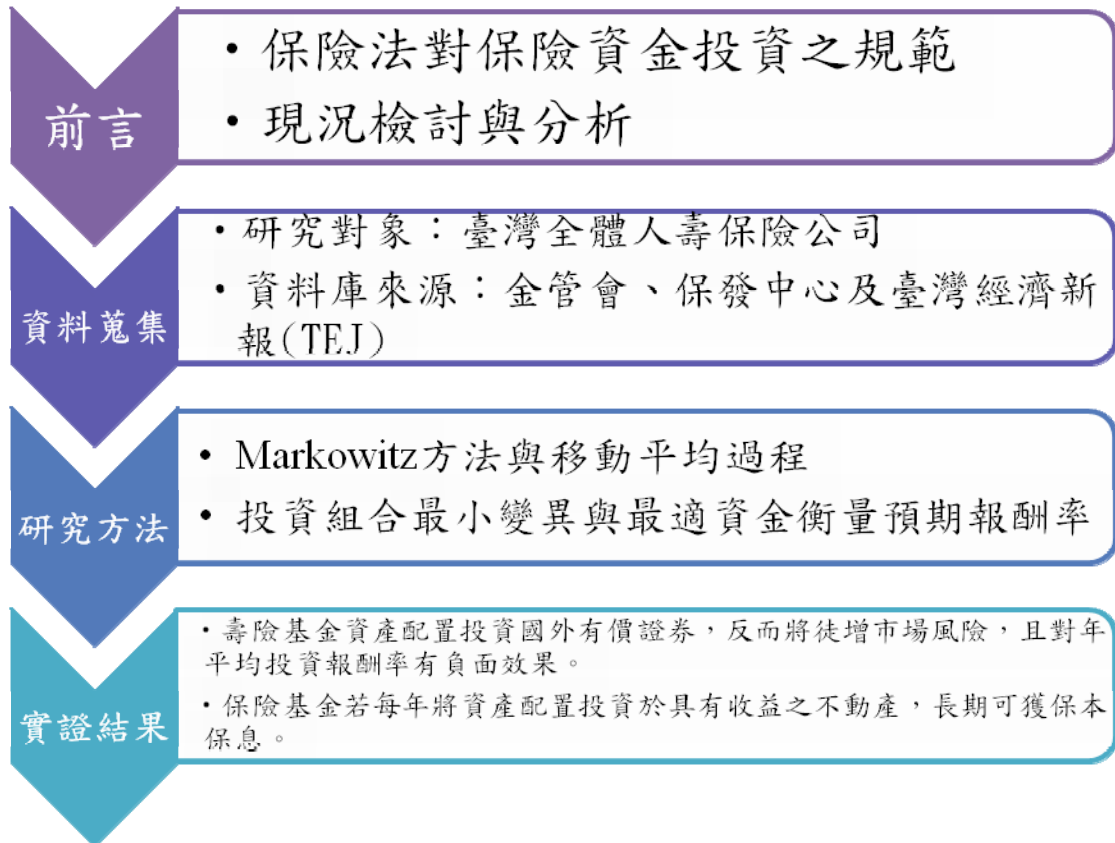 前言
• 保險法對保險資金投資之規範
• 現況檢討與分析
資料蒐集
• 研究對象：臺灣全體人壽保險公司
• 資料庫來源：金管會、保發中心及臺灣經濟新
報(TEJ)
研究方法
• Markowitz方法與移動平均過程
• 投資組合最小變異與最適資金衡量預期報酬率
實證結果
• 壽險基金資產配置投資國外有價證券，反而將徒增市場風險，且對年
平均投資報酬率有負面效果。
• 保險基金若每年將資產配置投資於具有收益之不動產，長期可獲保本
保息。